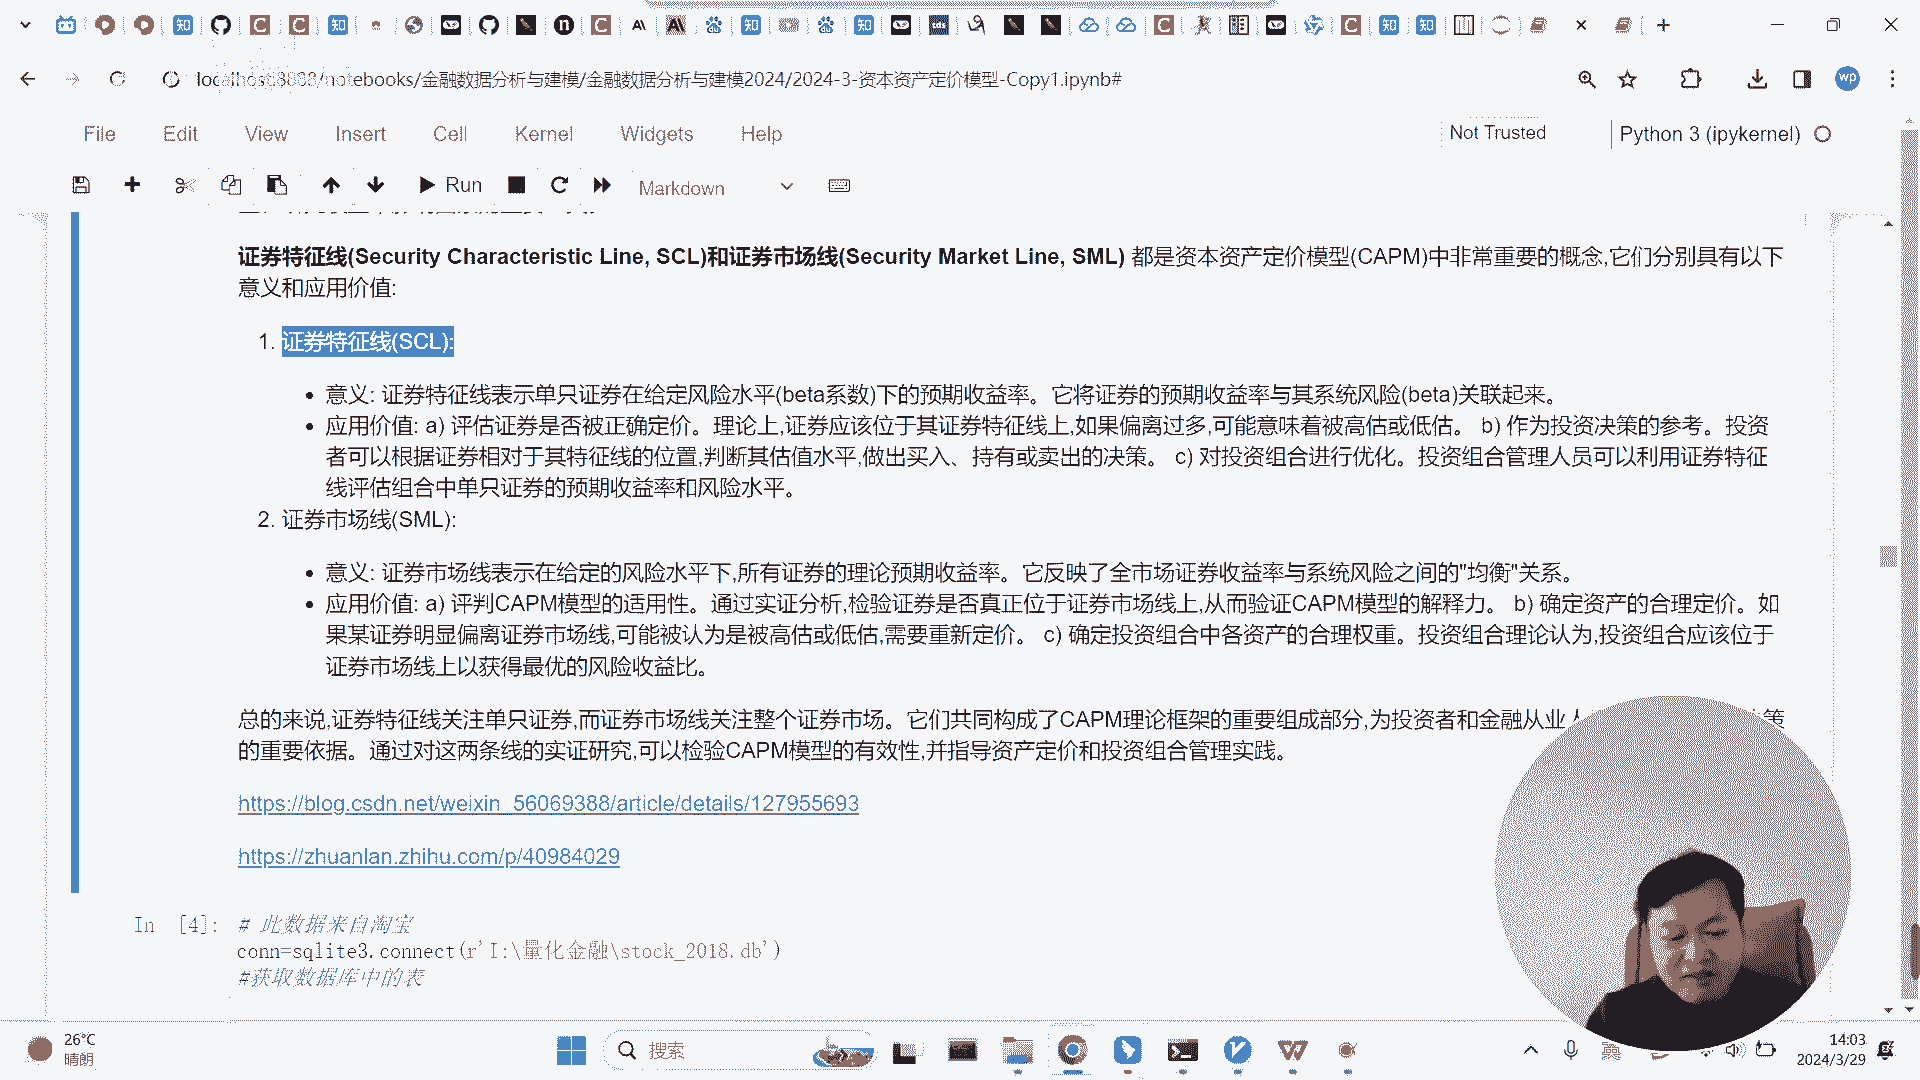 localhost:8888/notebooks/金融数据分析与建模/金融数据分析与建模2024/2024-3-资本资产定价模型-Copy1.ipynb#
wp
File Edit View Insert Cell Kernel Widgets Help
Not Trusted
Python 3 (ipykernel)
Run
Markdown
证券特征线(Security Characteristic Line, SCL)和证券市场线(Security Market Line, SML) 都是资本资产定价模型(CAPM)中非常重要的概念,它们分别具有以下
意义和应用价值:
1. 证券特征线(SCL):
• 意义: 证券特征线表示单只证券在给定风险水平(beta系数)下的预期收益率。它将证券的预期收益率与其系统风险(beta)关联起来。
• 应用价值: a) 评估证券是否被正确定价。理论上,证券应该位于其证券特征线上,如果偏离过多,可能意味着被高估或低估。 b) 作为投资决策的参考。投资
者可以根据证券相对于其特征线的位置,判断其估值水平,做出买入、持有或卖出的决策。 c) 对投资组合进行优化。投资组合管理人员可以利用证券特征
线评估组合中单只证券的预期收益率和风险水平。
2. 证券市场线(SML):
• 意义: 证券市场线表示在给定的风险水平下,所有证券的理论预期收益率。它反映了全市场证券收益率与系统风险之间的"均衡"关系。
• 应用价值: a) 评判CAPM模型的适用性。通过实证分析,检验证券是否真正位于证券市场线上,从而验证CAPM模型的解释力。 b) 确定资产的合理定价。如
果某证券明显偏离证券市场线,可能被认为是被高估或低估,需要重新定价。 c) 确定投资组合中各资产的合理权重。投资组合理论认为,投资组合应该位于
证券市场线上以获得最优的风险收益比。
总的来说,证券特征线关注单只证券,而证券市场线关注整个证券市场。它们共同构成了CAPM理论框架的重要组成部分,为投资者和金融从业 策
的重要依据。通过对这两条线的实证研究,可以检验CAPM模型的有效性,并指导资产定价和投资组合管理实践。
https://blog.csdn.net/weixin_56069388/article/details/127955693
https://zhuanlan.zhihu.com/p/40984029
In [4]: # 此数据来自淘宝
conn=sqlite3.connect(r'I:\量化金融\stock_2018.db')
#获取数据库中的表
26°C
晴朗
搜索
英
14:03
2024/3/29